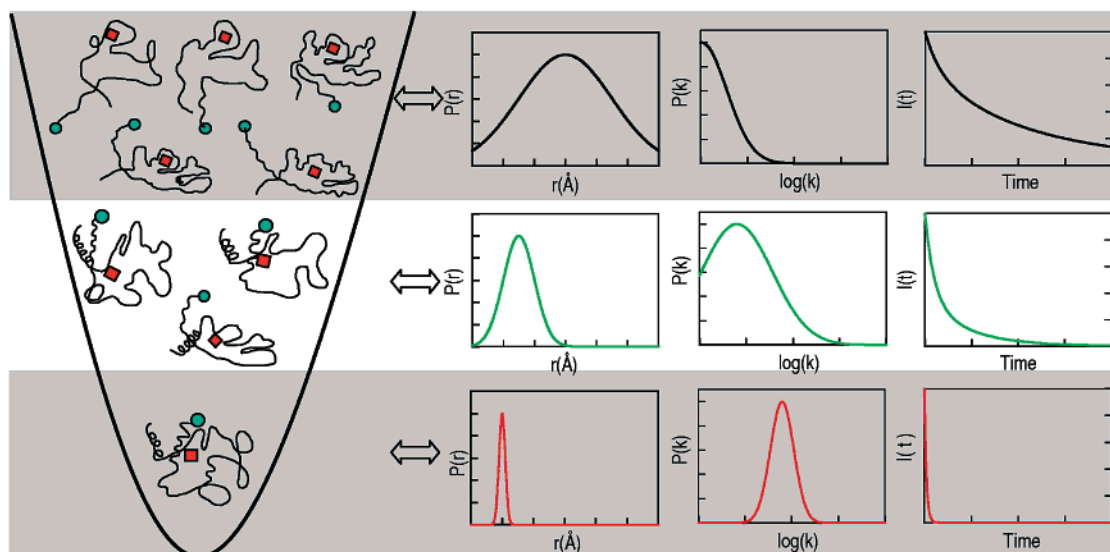 P(r)
r(Å)
P(k)
log(k)
I(t)
Time
P(r)
r(Å)
P(k)
log(k)
I(t)
Time
P(r)
r(Å)
P(k)
log(k)
I( t)
Time